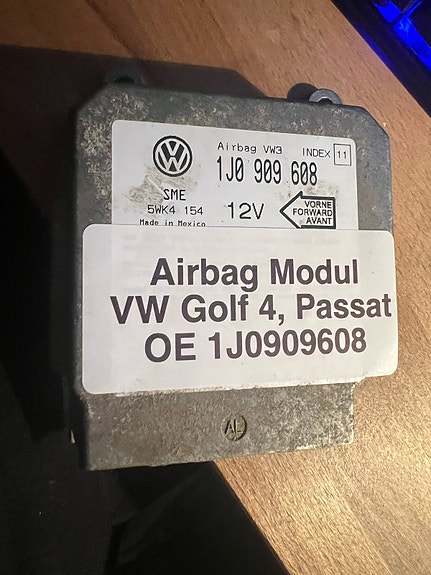 Airbag VW3 INDEX 11
1J0 909 608
SME
5WK4 154 12V
VORNE
FORWARD
AVANT
Made in Mexico
Airbag Modul
VW Golf 4, Passat
OE 1J0909608
AL